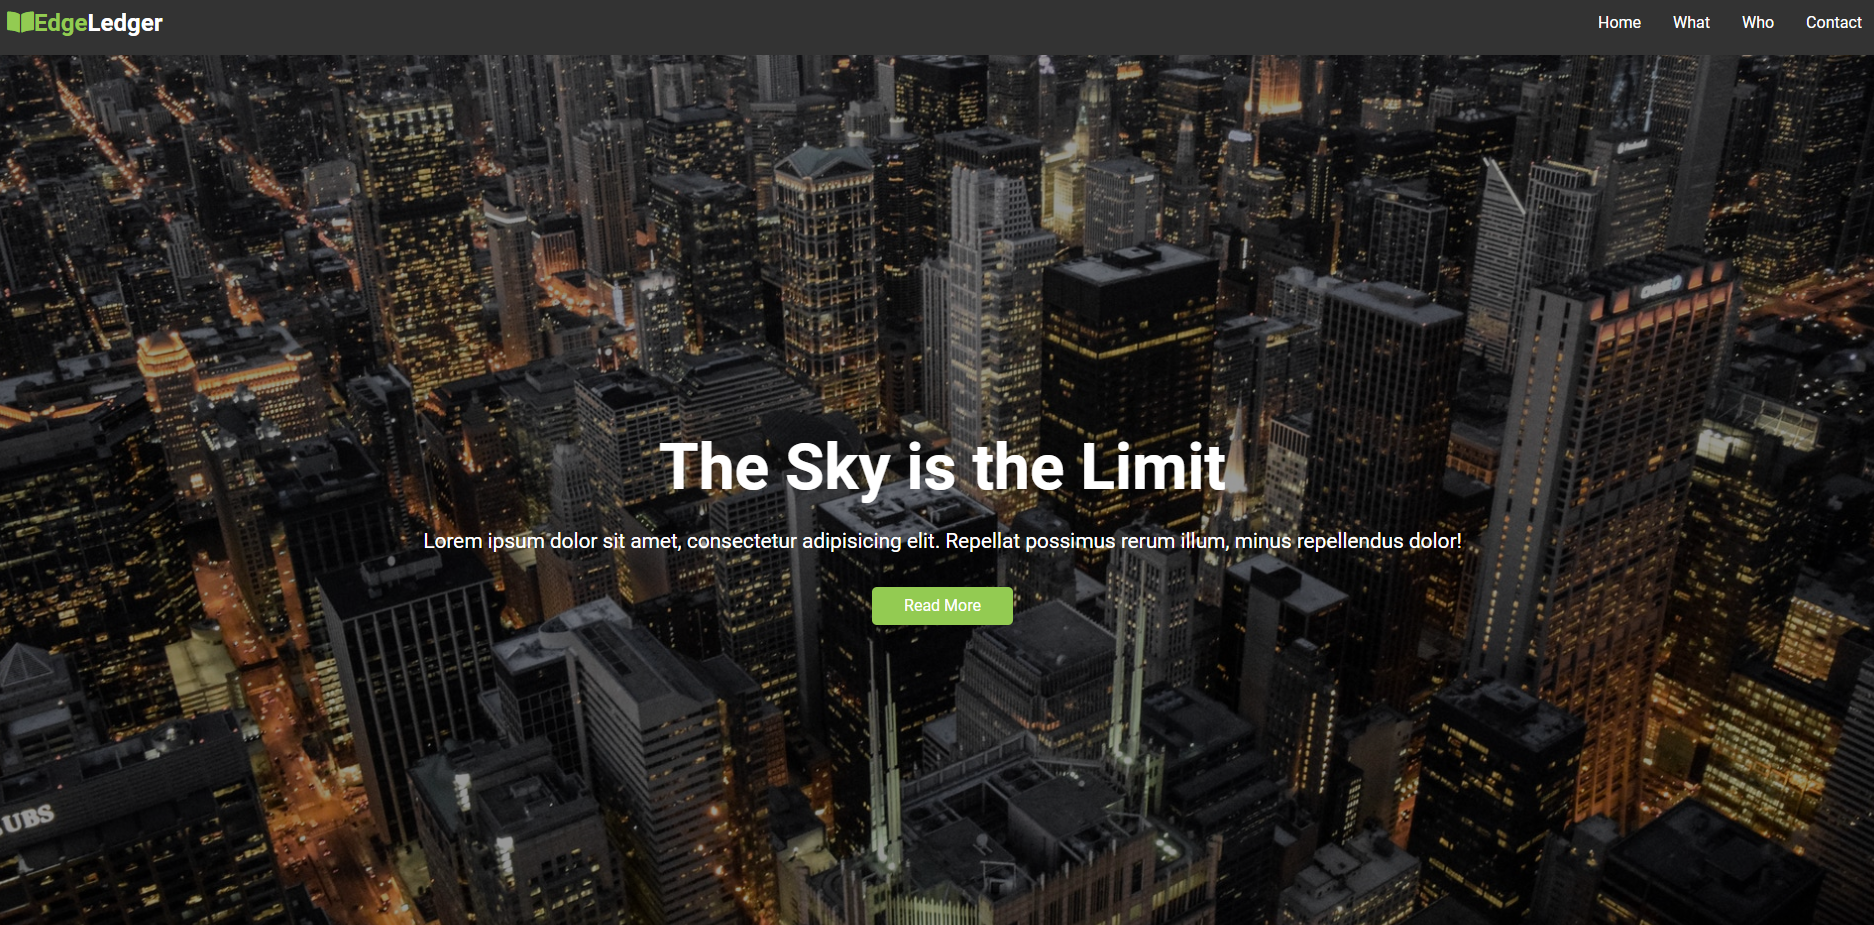 EdgeLedger
Home
What
Who
Contact
CHASE
The Sky is the Limit
Lorem ipsum dolor sit amet, consectetur adipisicing elit. Repellat possimus rerum illum, minus repellendus dolor!
Read More
UBS